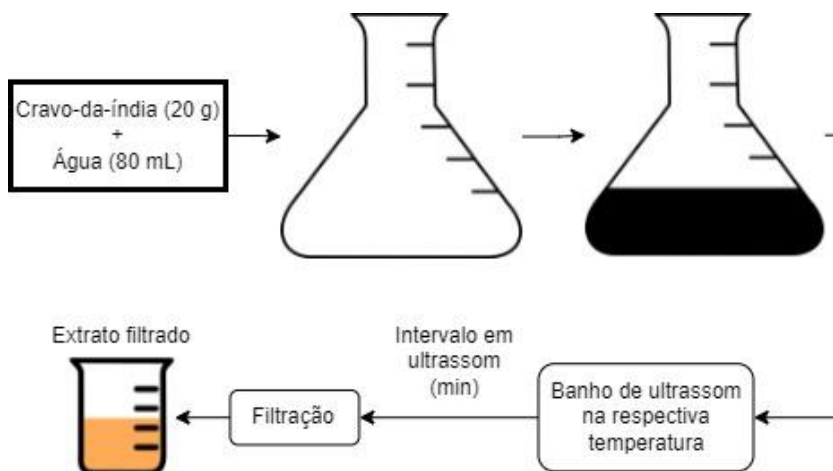 Cravo-da-índia (20 g)
+
Água (80 mL)
Extrato filtrado
Intervalo em
ultrassom
(min)
Filtração
Banho de ultrassom
na respectiva
temperatura